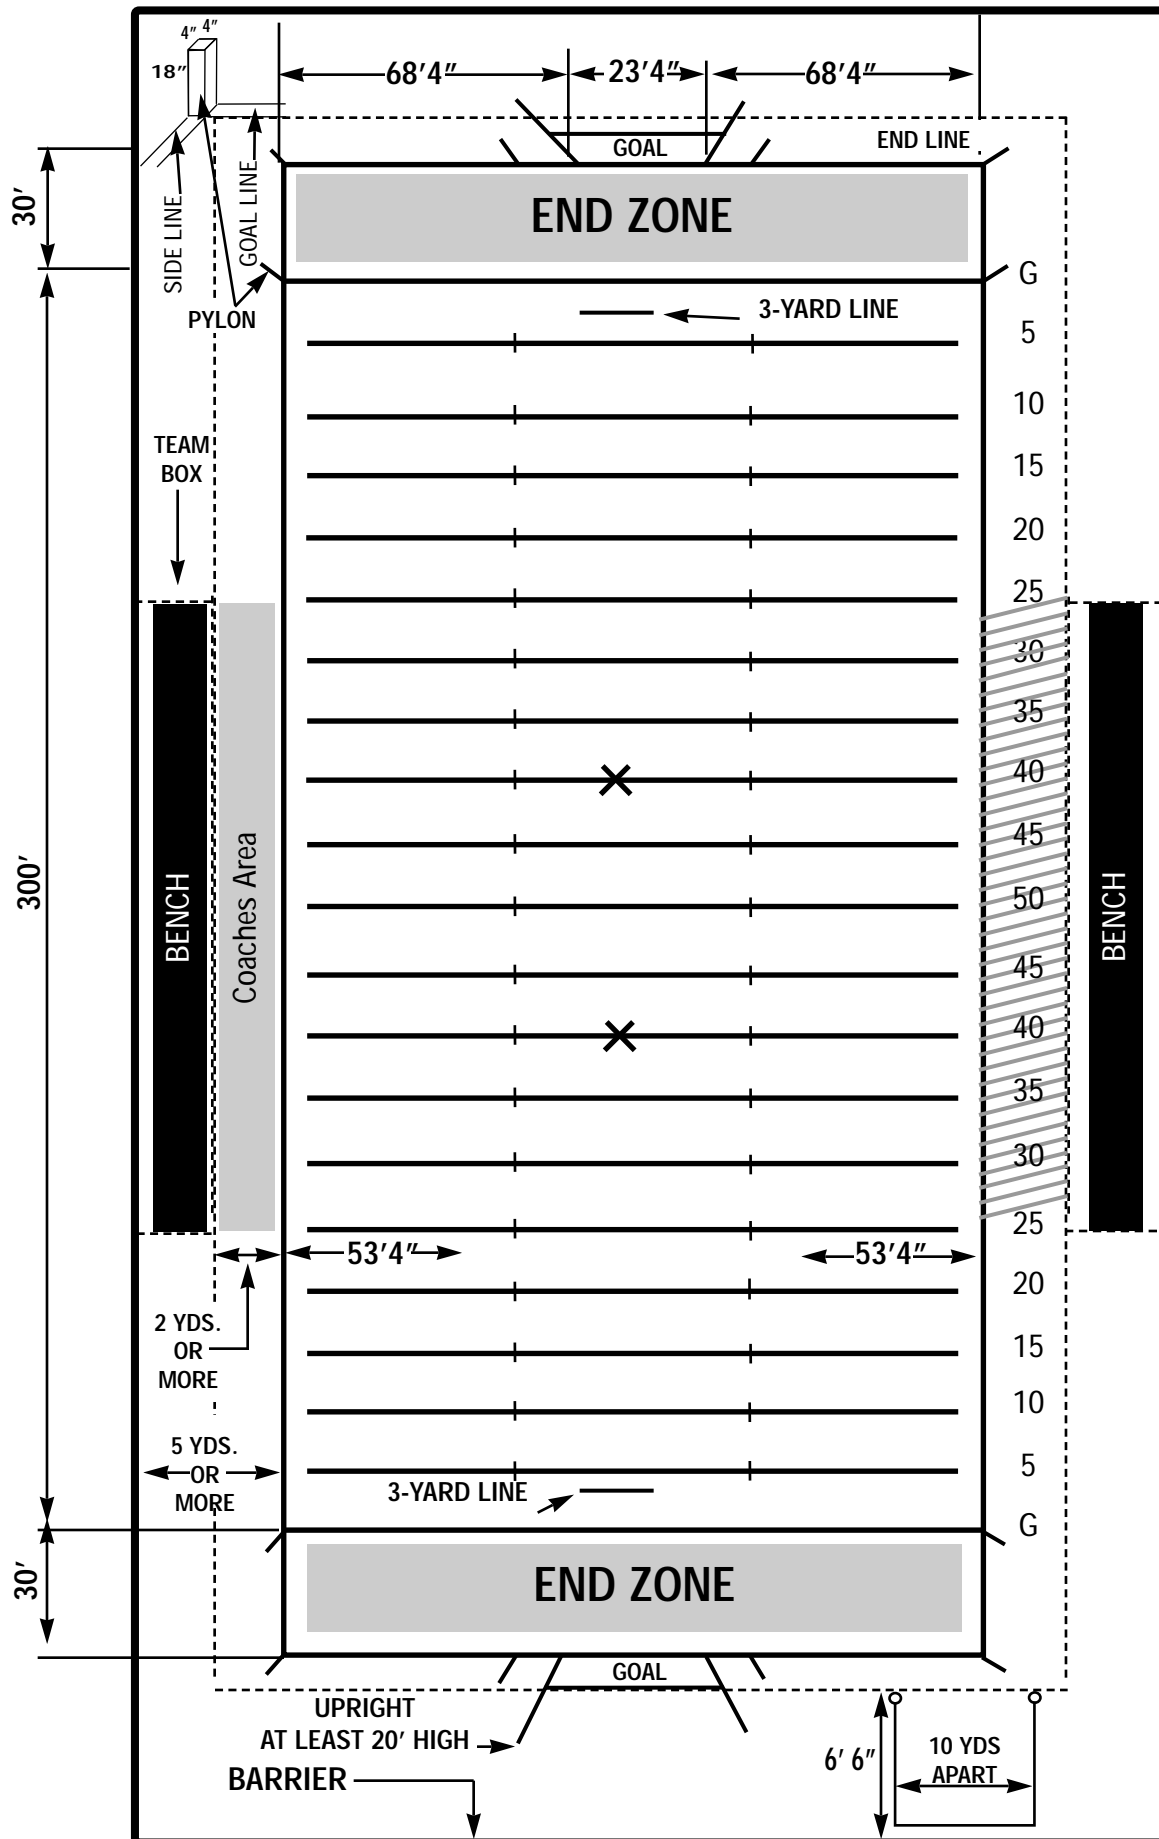 4" 4"
18"
68'4"
23'4"
68'4"
GOAL
END LINE
30'
SIDE LINE
GOAL LINE
END ZONE
G
PYLON
3-YARD LINE
5
10
TEAM
BOX
15
20
25
30
35
40
45
300'
BENCH
Coaches Area
50
BENCH
45
40
35
30
25
53'4"
53'4"
20
2 YDS.
OR
MORE
15
10
5 YDS.
OR
MORE
5
3-YARD LINE
G
30'
END ZONE
GOAL
UPRIGHT
AT LEAST 20' HIGH
BARRIER
6' 6"
10 YDS
APART